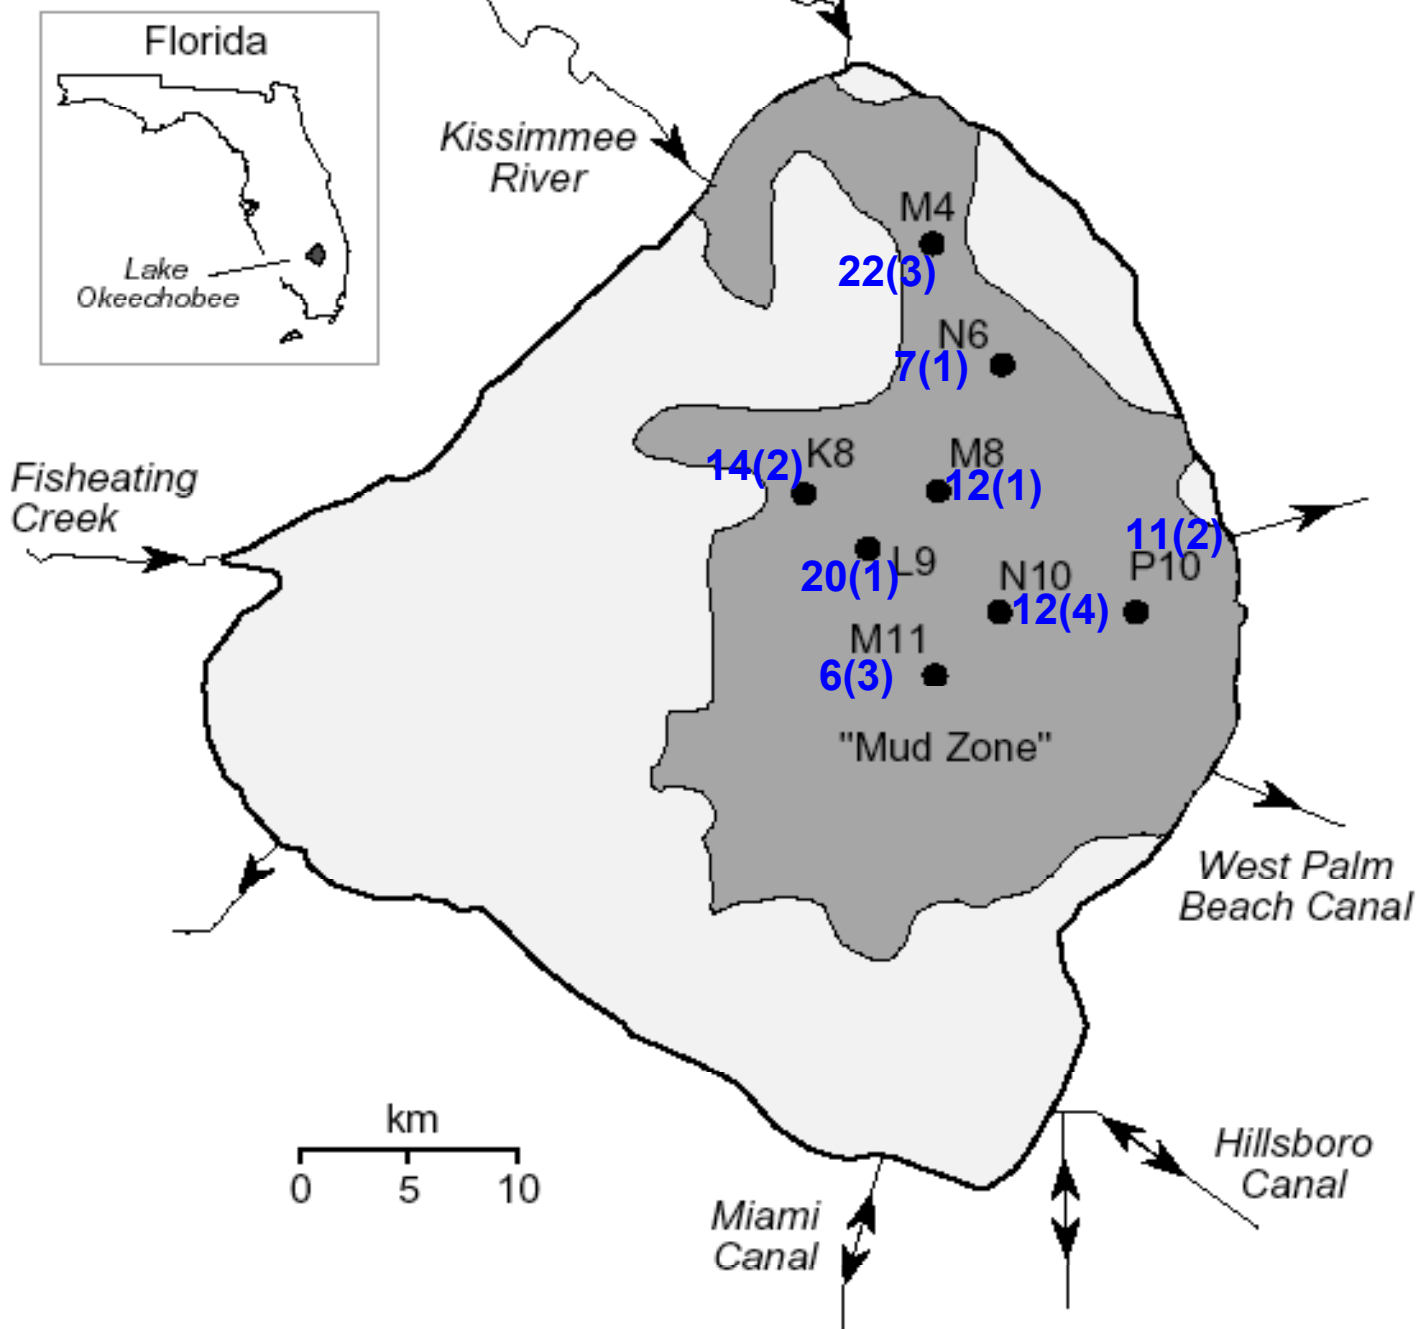 Florida
Lake
Okeechobee
Kissimmee
River
M4
22(3)
N6
7(1)
K8
14(2)
M8
12(1)
Fisheating
Creek
11(2)
P10
L9
20(1)
N10
12(4)
M11
6(3)
"Mud Zone"
West Palm
Beach Canal
km
0 5 10
Hillsboro
Canal
Miami
Canal